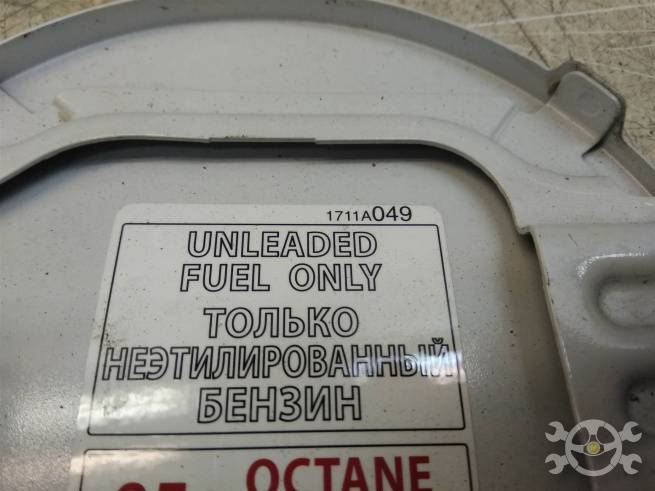 1711A049
UNLEADED
FUEL ONLY
ТОЛЬКО
НЕЭТИЛИРОВАННЫЙ
БЕНЗИН
OCTANE